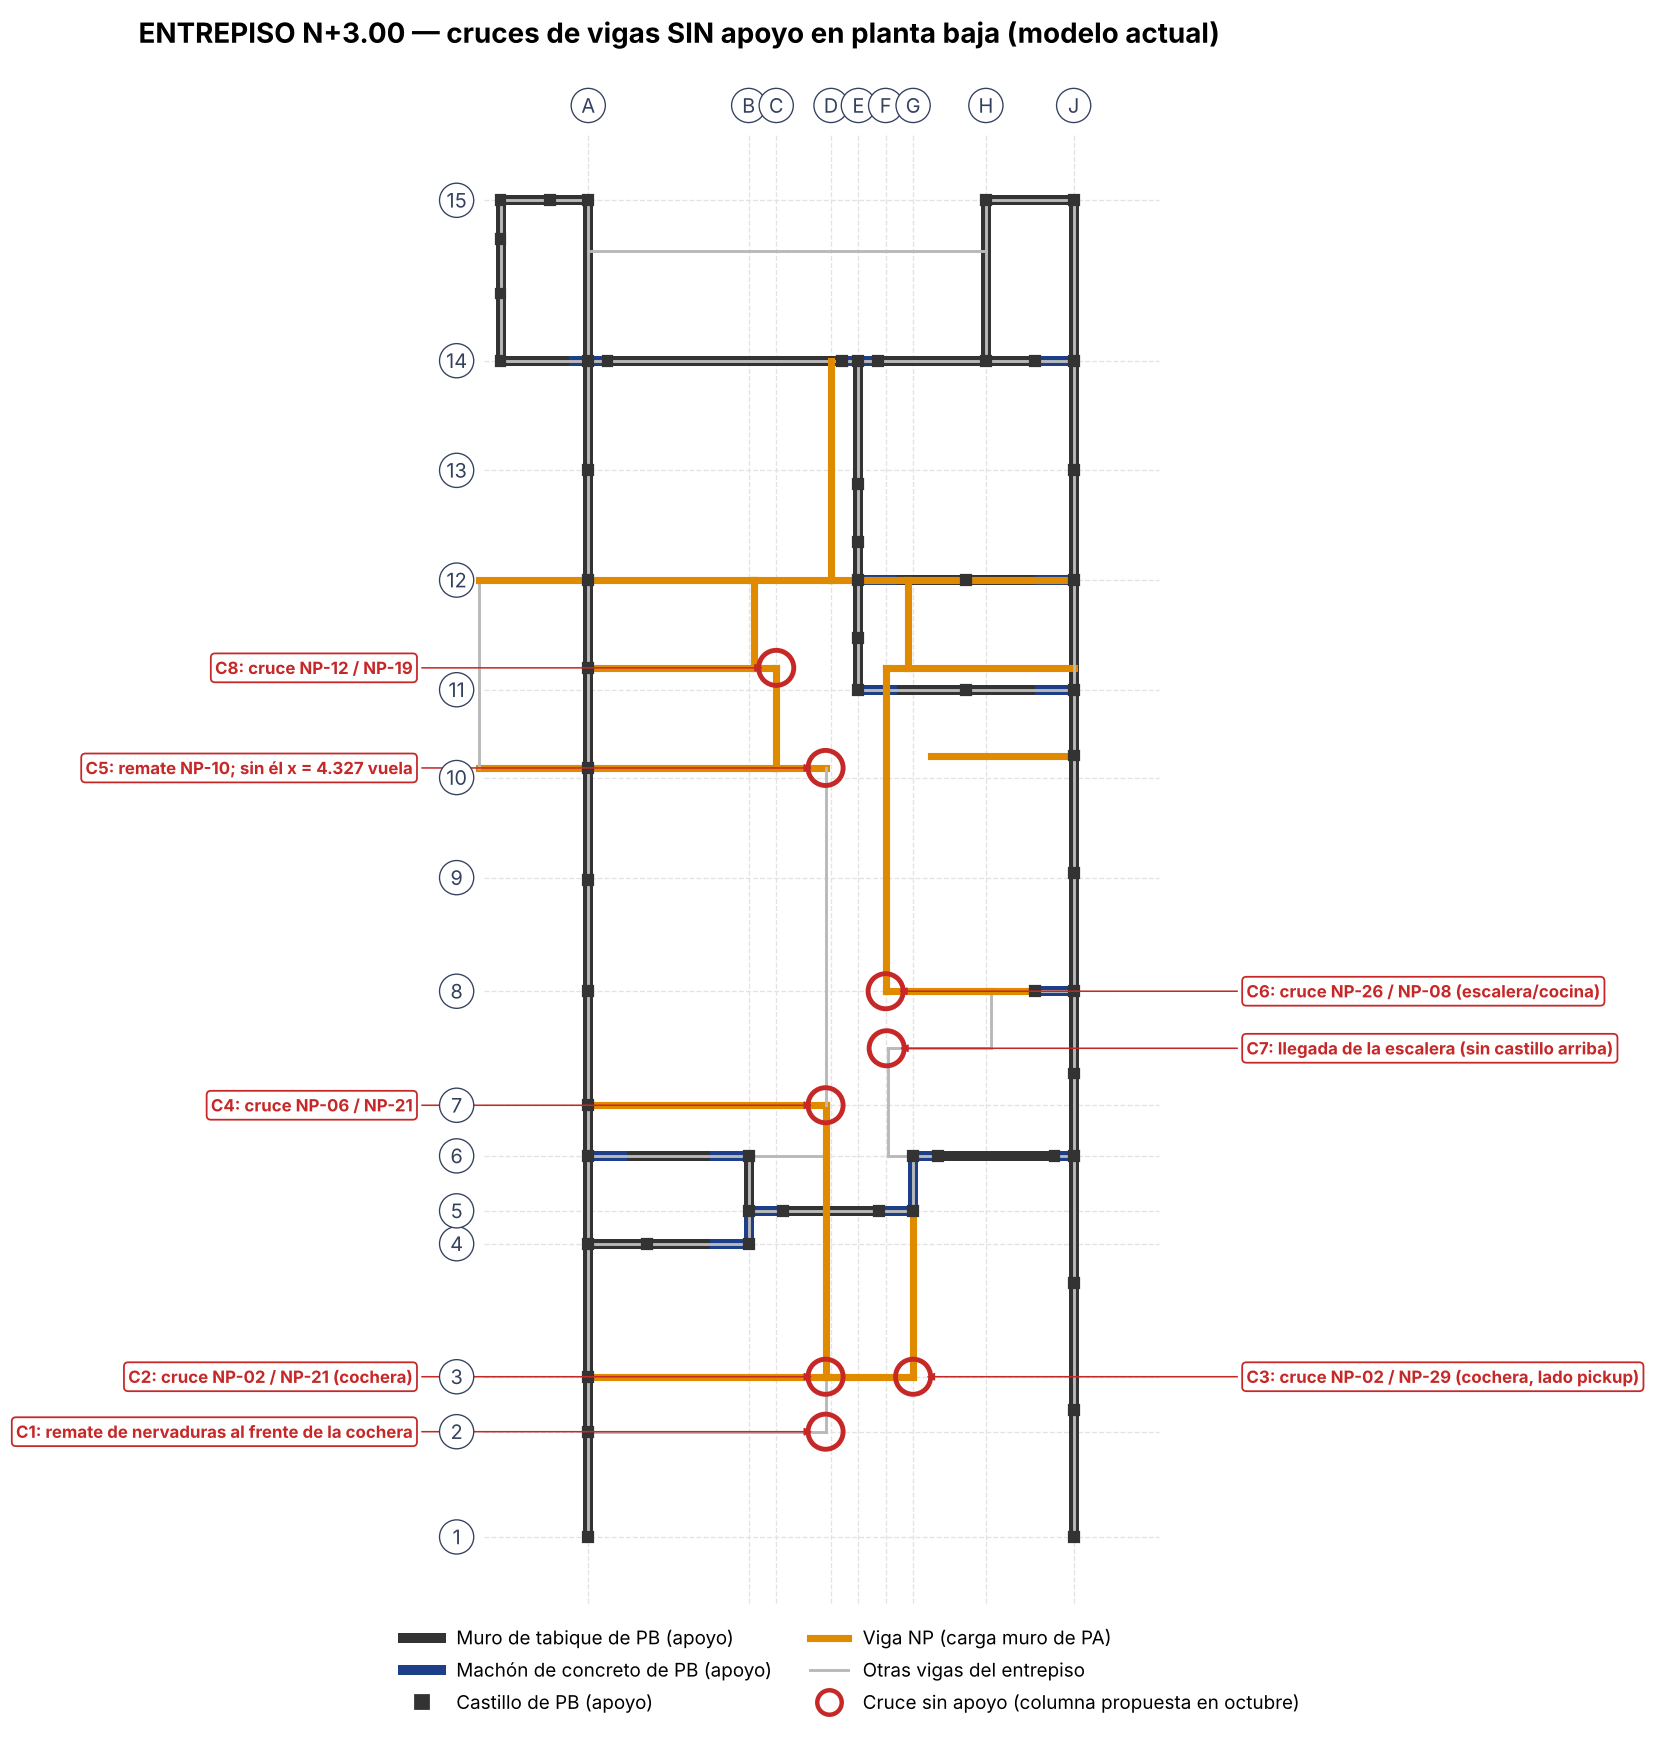 ENTREPISO N+3.00 — cruces de vigas SIN apoyo en planta baja (modelo actual)
A B C D E F G H J
15
14
13
12
C8: cruce NP-12 / NP-19
11
C5: remate NP-10; sin él x = 4.327 vuela
10
9
8
C6: cruce NP-26 / NP-08 (escalera/cocina)
C7: llegada de la escalera (sin castillo arriba)
C4: cruce NP-06 / NP-21
7
6
5
4
C2: cruce NP-02 / NP-21 (cochera)
3
C3: cruce NP-02 / NP-29 (cochera, lado pickup)
C1: remate de nervaduras al frente de la cochera
2
1
Muro de tabique de PB (apoyo)
Machón de concreto de PB (apoyo)
Castillo de PB (apoyo)
Viga NP (carga muro de PA)
Otras vigas del entrepiso
Cruce sin apoyo (columna propuesta en octubre)